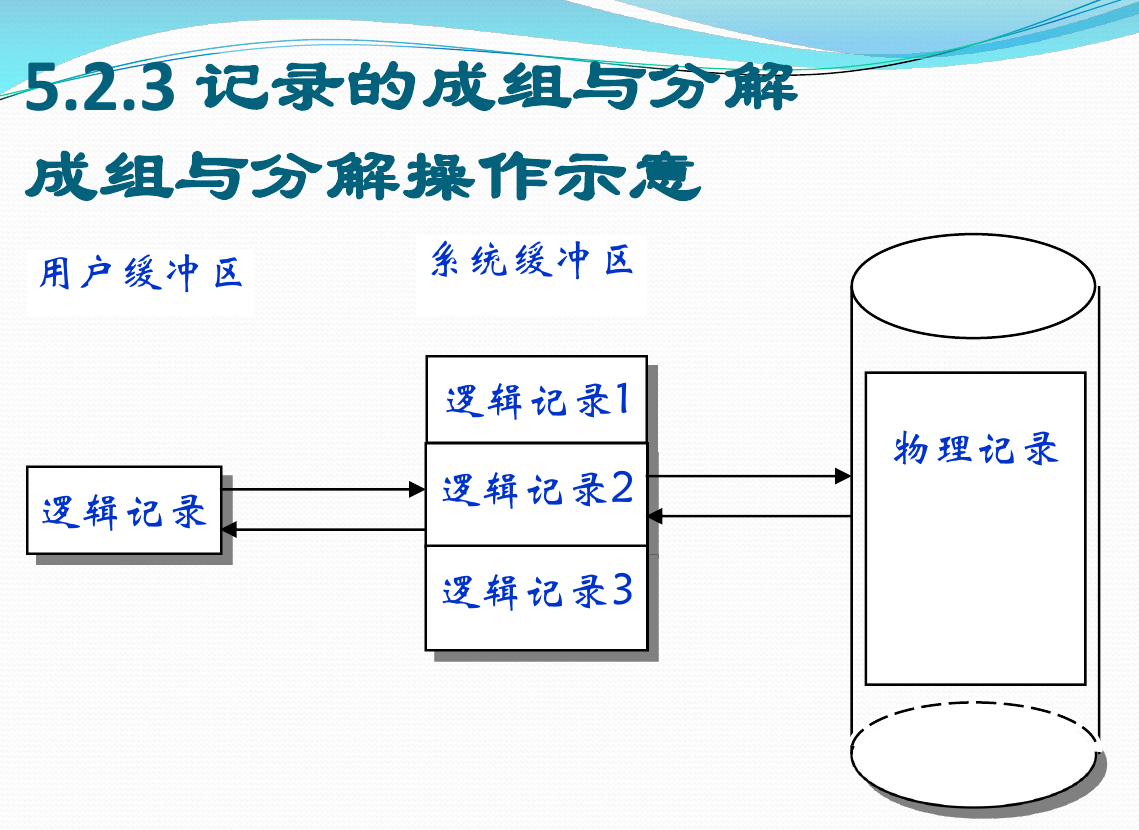 5.2.3 记录的成组与分解
成组与分解操作示意
用户缓冲区
系统缓冲区
逻辑记录1
物理记录
逻辑记录2
逻辑记录
逻辑记录3